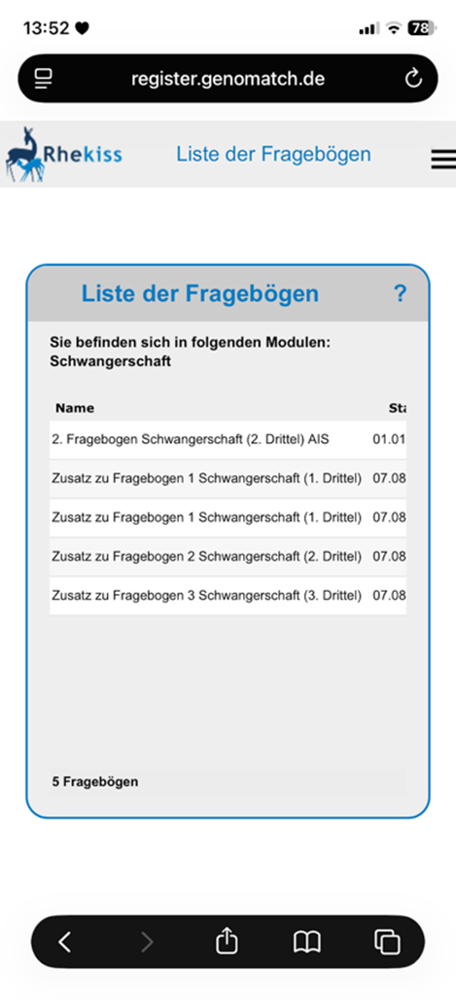 13:52
78
register.genomatch.de
Rhekiss
Liste der Fragebögen
Liste der Fragebögen ?
Sie befinden sich in folgenden Modulen:
Schwangerschaft
Name Sta
2. Fragebogen Schwangerschaft (2. Drittel) AIS 01.01
Zusatz zu Fragebogen 1 Schwangerschaft (1. Drittel) 07.08
Zusatz zu Fragebogen 1 Schwangerschaft (1. Drittel) 07.08
Zusatz zu Fragebogen 2 Schwangerschaft (2. Drittel) 07.08
Zusatz zu Fragebogen 3 Schwangerschaft (3. Drittel) 07.08
5 Fragebögen